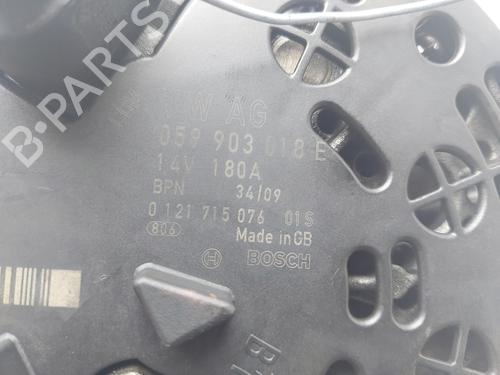 B-PARTS
W AG
059 903 018 E
14V 180A
BPN 34/09
0 121 715 076 01S
806 Made in GB
BOSCH